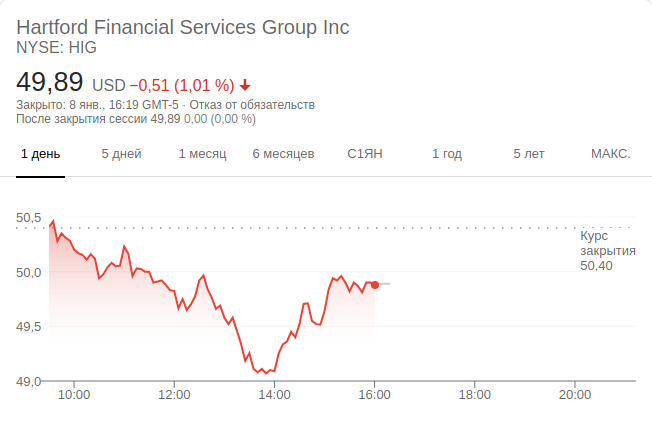 Hartford Financial Services Group Inc
NYSE: HIG
49,89 USD −0,51 (1,01 %)
Закрыто: 8 янв., 16:19 GMT-5 · Отказ от обязательств
После закрытия сессии 49,89 0,00 (0,00 %)
1 день 5 дней 1 месяц 6 месяцев С1ЯН 1 год 5 лет МАКС.
50,5
Курс
закрытия
50,40
50,0
49,5
49,0
10:00 12:00 14:00 16:00 18:00 20:00